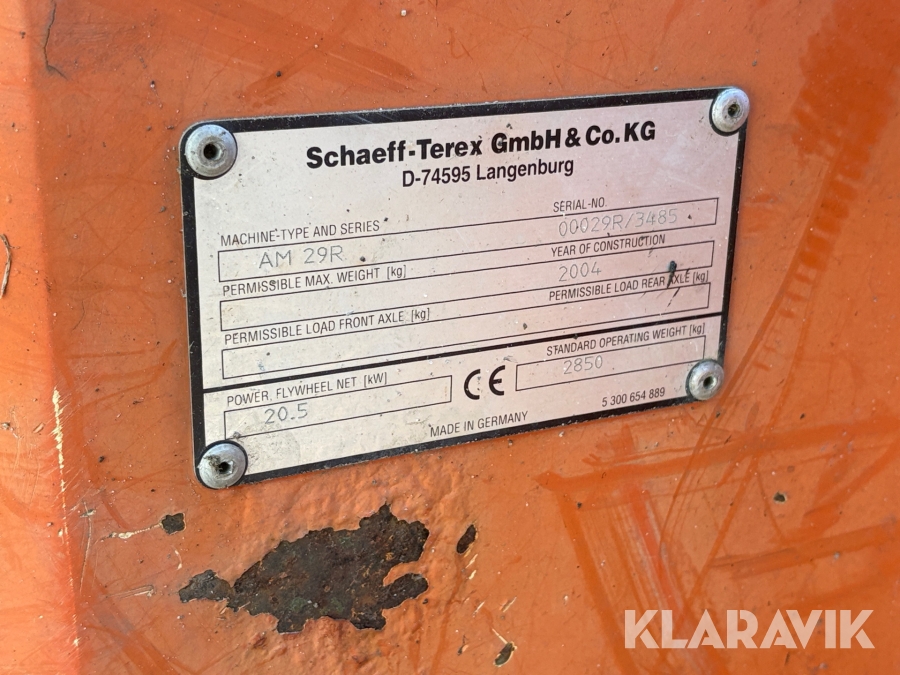 Schaeff-Terex GmbH & Co. KG
D-74595 Langenburg
MACHINE-TYPE AND SERIES
SERIAL-NO.
AM 29R
00029R/3485
PERMISSIBLE MAX. WEIGHT [kg]
YEAR OF CONSTRUCTION
2004
PERMISSIBLE LOAD FRONT AXLE [kg]
PERMISSIBLE LOAD REAR AXLE [kg]
POWER, FLYWHEEL NET [kW]
STANDARD OPERATING WEIGHT [kg]
20.5
CE
2850
MADE IN GERMANY
5 300 654 889
KLARAVIK